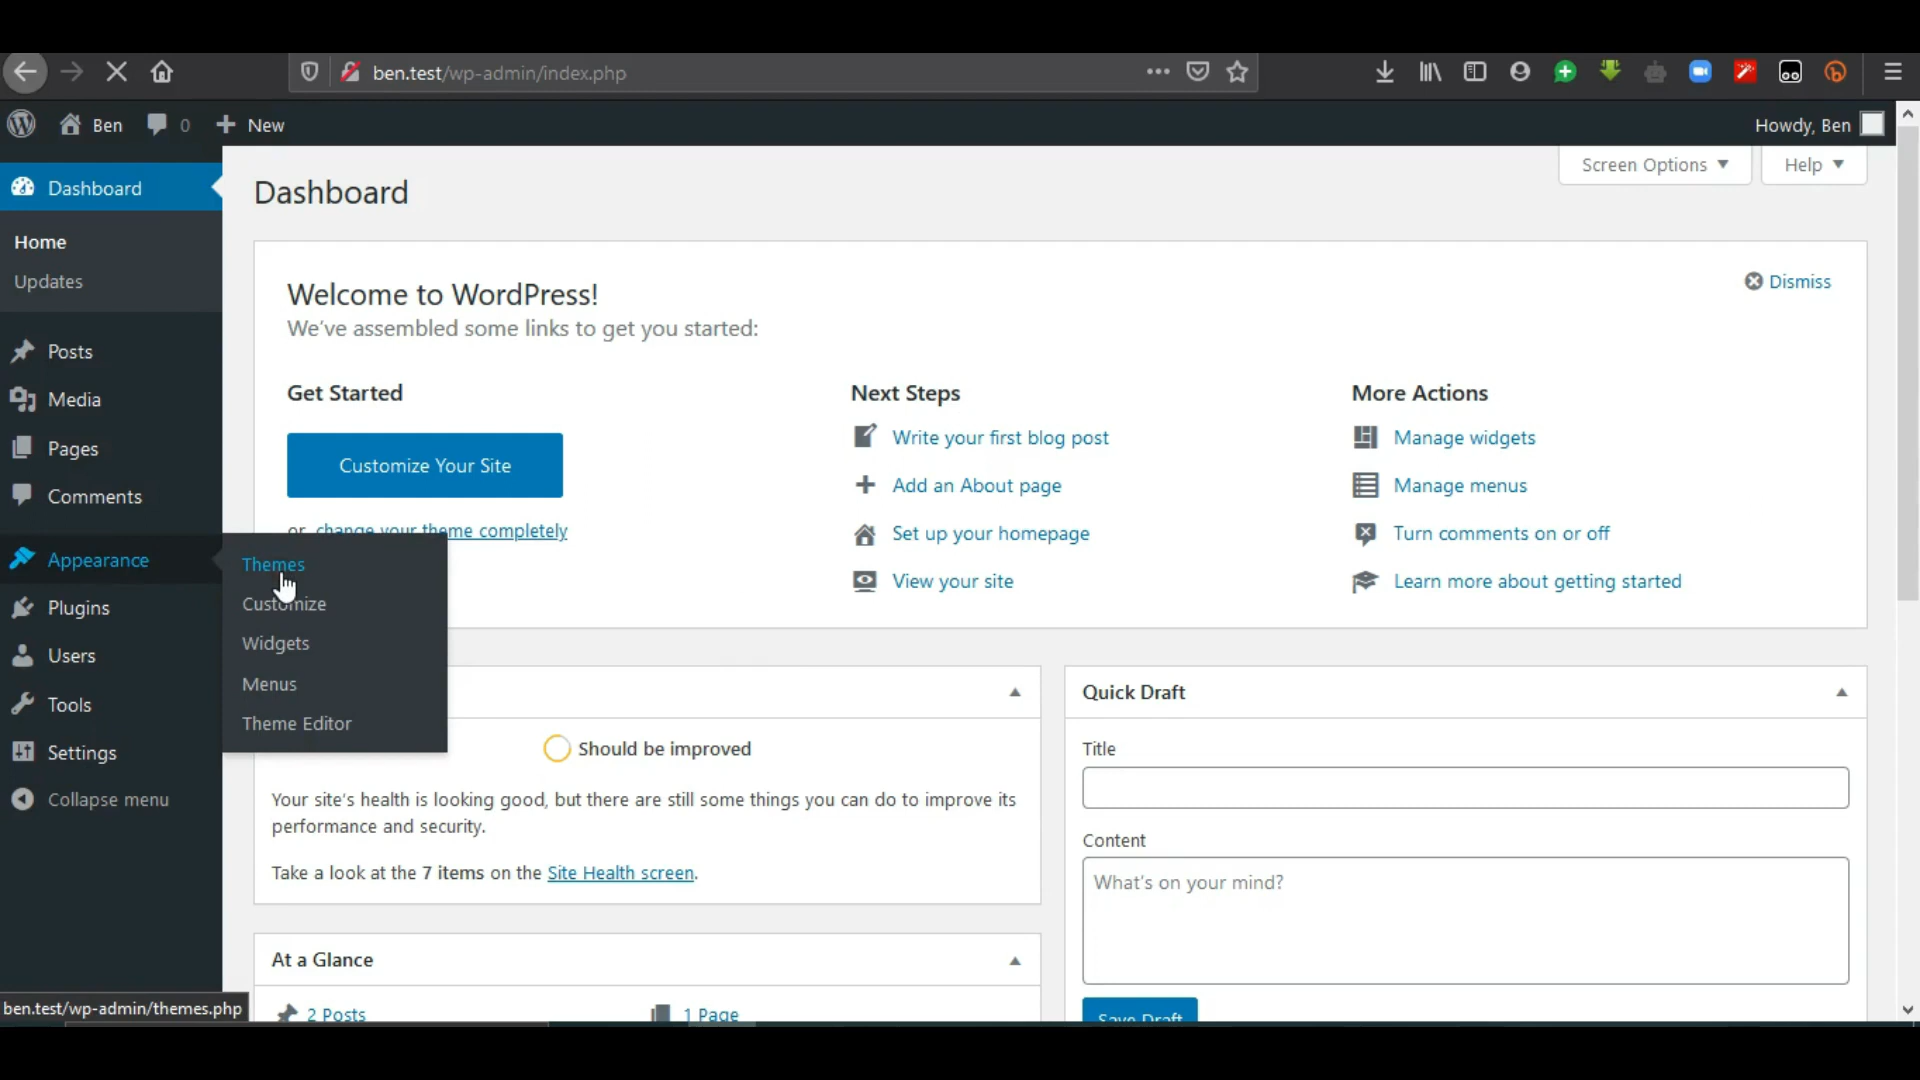 ben.test/wp-admin/index.php
Ben 0 New Howdy, Ben
Screen Options Help
Dashboard
Home
Updates
Posts
Media
Pages
Comments
Appearance
Plugins
Users
Tools
Settings
Collapse menu
Themes
Customize
Widgets
Menus
Theme Editor
Dashboard
Welcome to WordPress!
We've assembled some links to get you started:
Dismiss
Get Started
Customize Your Site
or change your theme completely
Next Steps
Write your first blog post
Add an About page
Set up your homepage
View your site
More Actions
Manage widgets
Manage menus
Turn comments on or off
Learn more about getting started
Should be improved
Your site's health is looking good, but there are still some things you can do to improve its
performance and security.
Take a look at the 7 items on the Site Health screen.
At a Glance
2 Posts 1 Page
Quick Draft
Title
Content
What's on your mind?
Save Draft
ben.test/wp-admin/themes.php